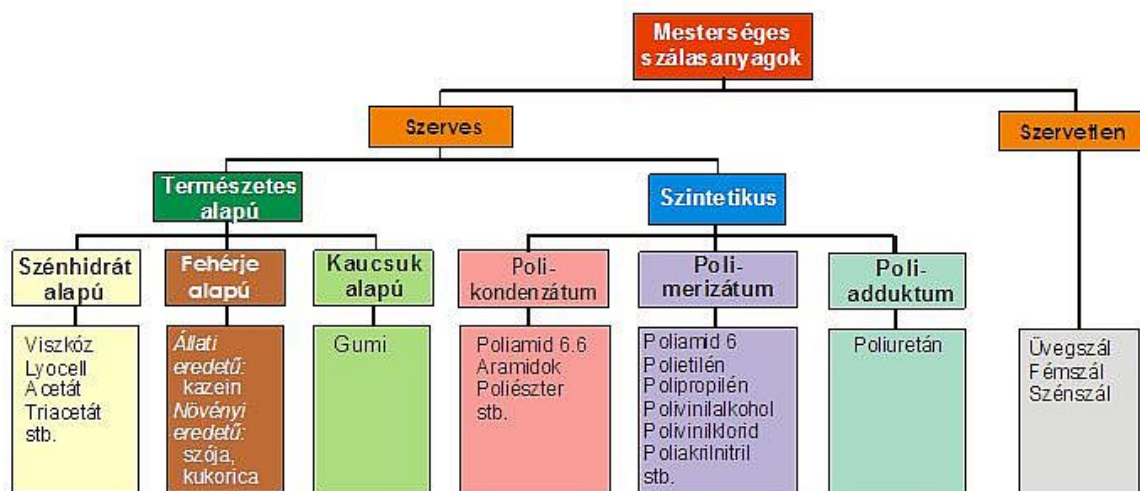 Mesterséges
szálasanyagok
Szerves
Szervetlen
Természetes
alapú
Szintetikus
Szénhidrát
alapú
Fehérje
alapú
Kaucsuk
alapú
Poli-
kondenzátum
Poli-
merizátum
Poli-
adduktum
Viszkóz
Lyocell
Acetát
Triacetát
stb.
Állati
eredetű:
kazein
Növényi
eredetű:
szója,
kukorica
Gumi
Poliamid 6.6
Aramidok
Poliészter
stb.
Poliamid 6
Polietilén
Polipropilén
Polivinilalkohol
Polivinilklorid
Poliakrilnitril
stb.
Poliuretán
Üvegszál
Fémszál
Szénszál